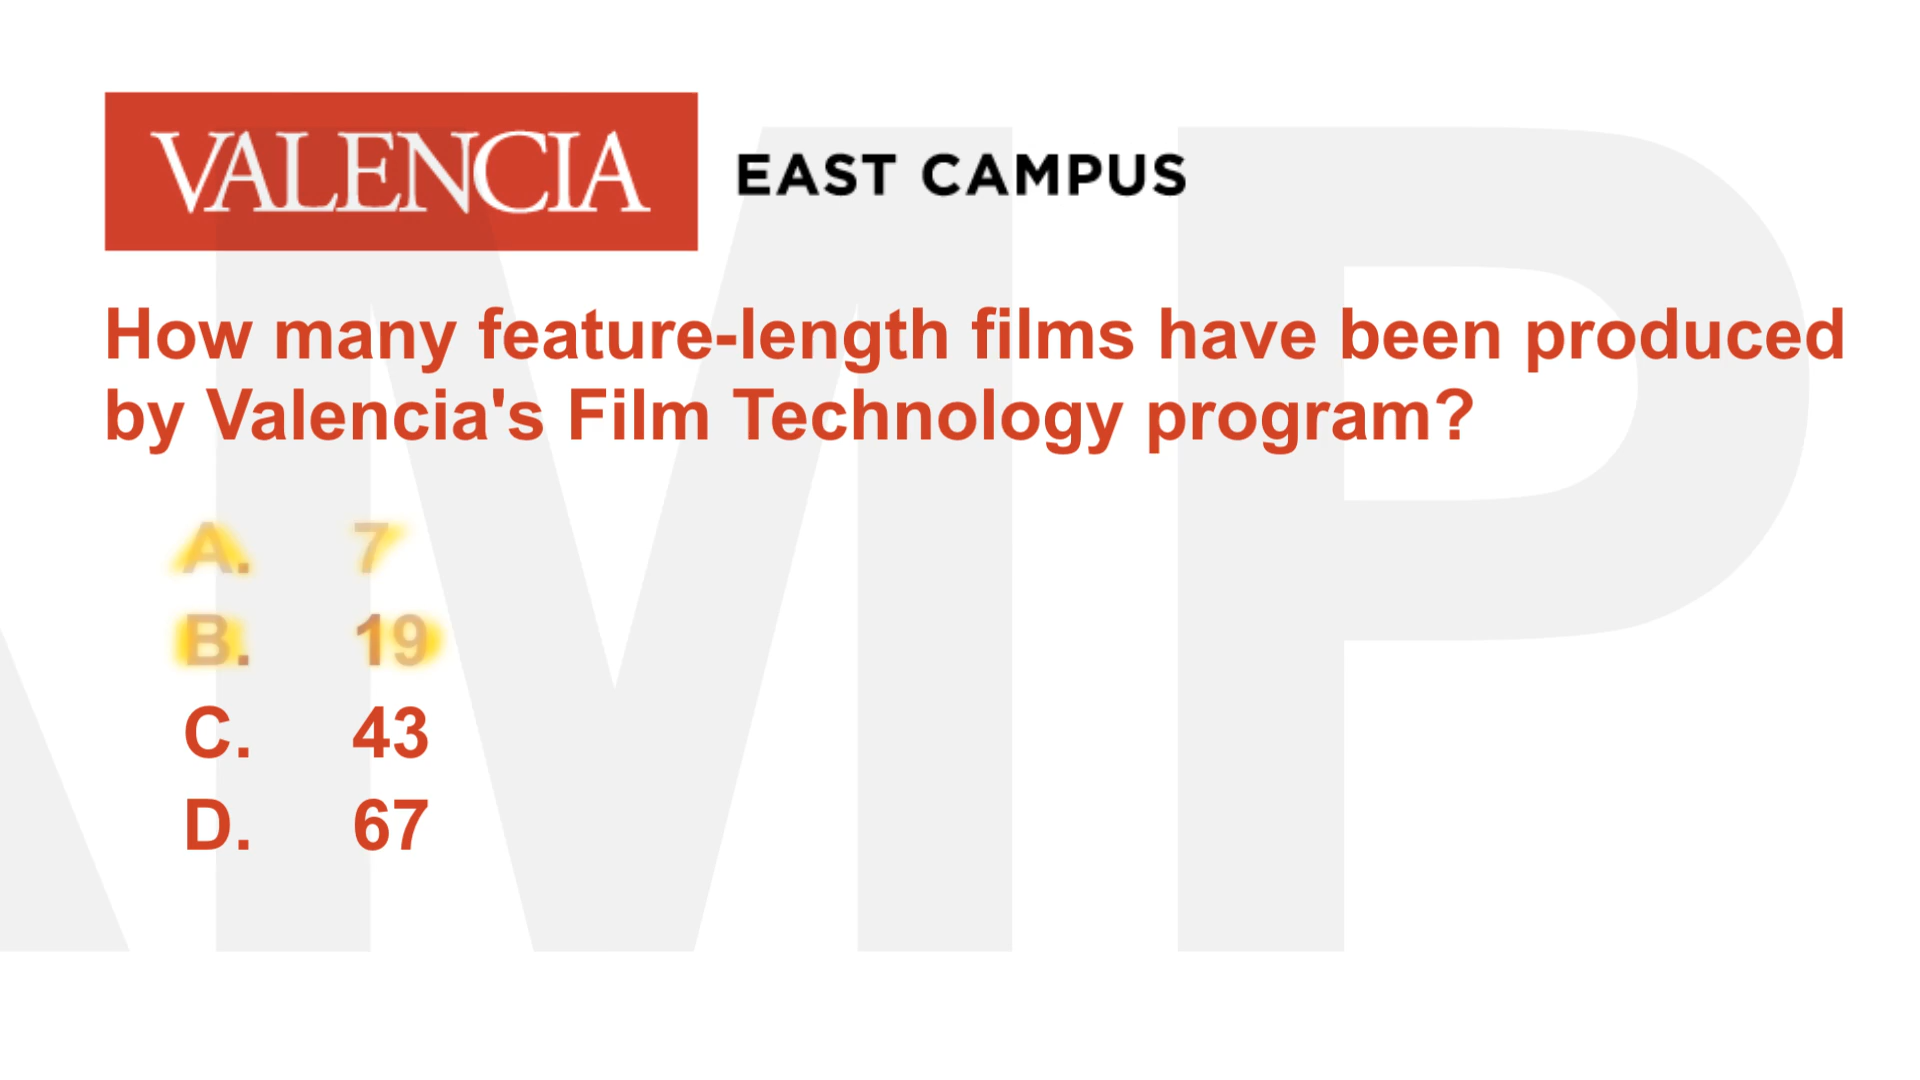 VALENCIA EAST CAMPUS
How many feature-length films have been produced
by Valencia's Film Technology program?
A. 7
B. 19
C. 43
D. 67